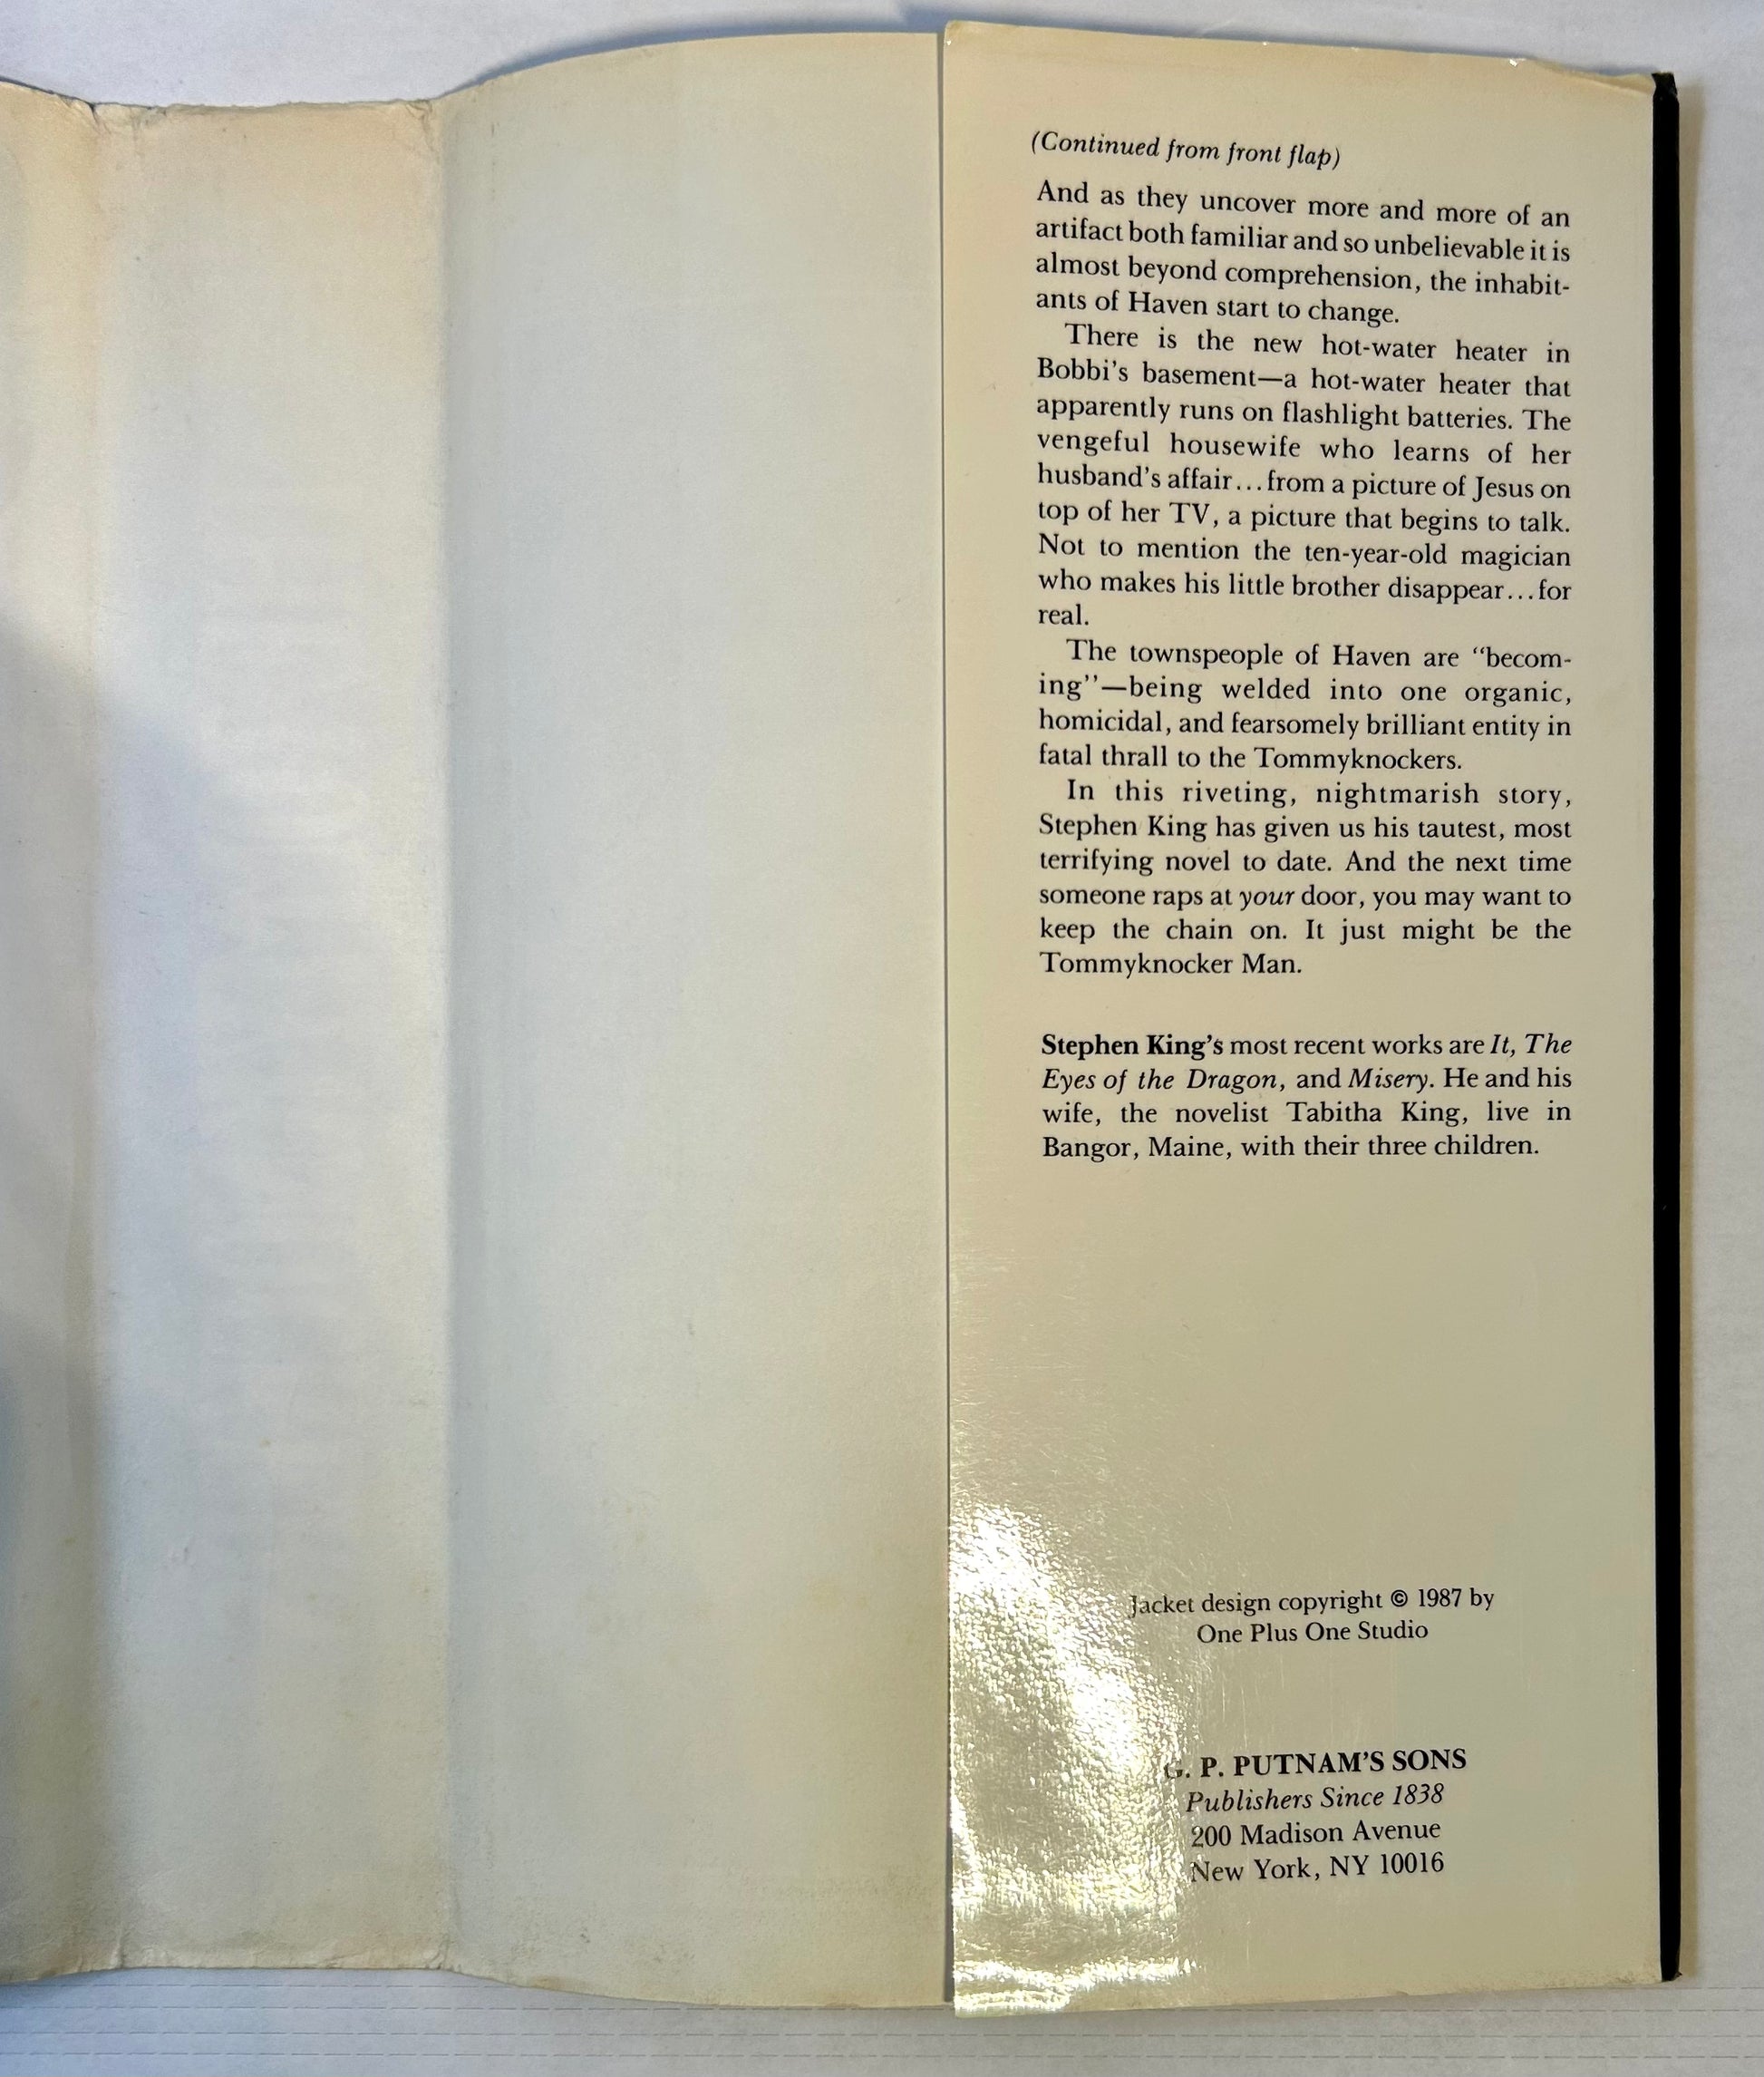 (Continued from front flap)
And as they uncover more and more of an
artifact both familiar and so unbelievable it is
almost beyond comprehension, the inhabit-
ants of Haven start to change.
There is the new hot-water heater in
Bobbi's basement—a hot-water heater that
apparently runs on flashlight batteries. The
vengeful housewife who learns of her
husband's affair...from a picture of Jesus on
top of her TV, a picture that begins to talk.
Not to mention the ten-year-old magician
who makes his little brother disappear...for
real.
The townspeople of Haven are “becom-
ing”—being welded into one organic,
homicidal, and fearsomely brilliant entity in
fatal thrall to the Tommyknockers.
In this riveting, nightmarish story,
Stephen King has given us his tautest, most
terrifying novel to date. And the next time
someone raps at your door, you may want to
keep the chain on. It just might be the
Tommyknocker Man.
Stephen King's most recent works are It, The
Eyes of the Dragon, and Misery. He and his
wife, the novelist Tabitha King, live in
Bangor, Maine, with their three children.
Jacket design copyright © 1987 by
One Plus One Studio
G. P. PUTNAM'S SONS
Publishers Since 1838
200 Madison Avenue
New York, NY 10016